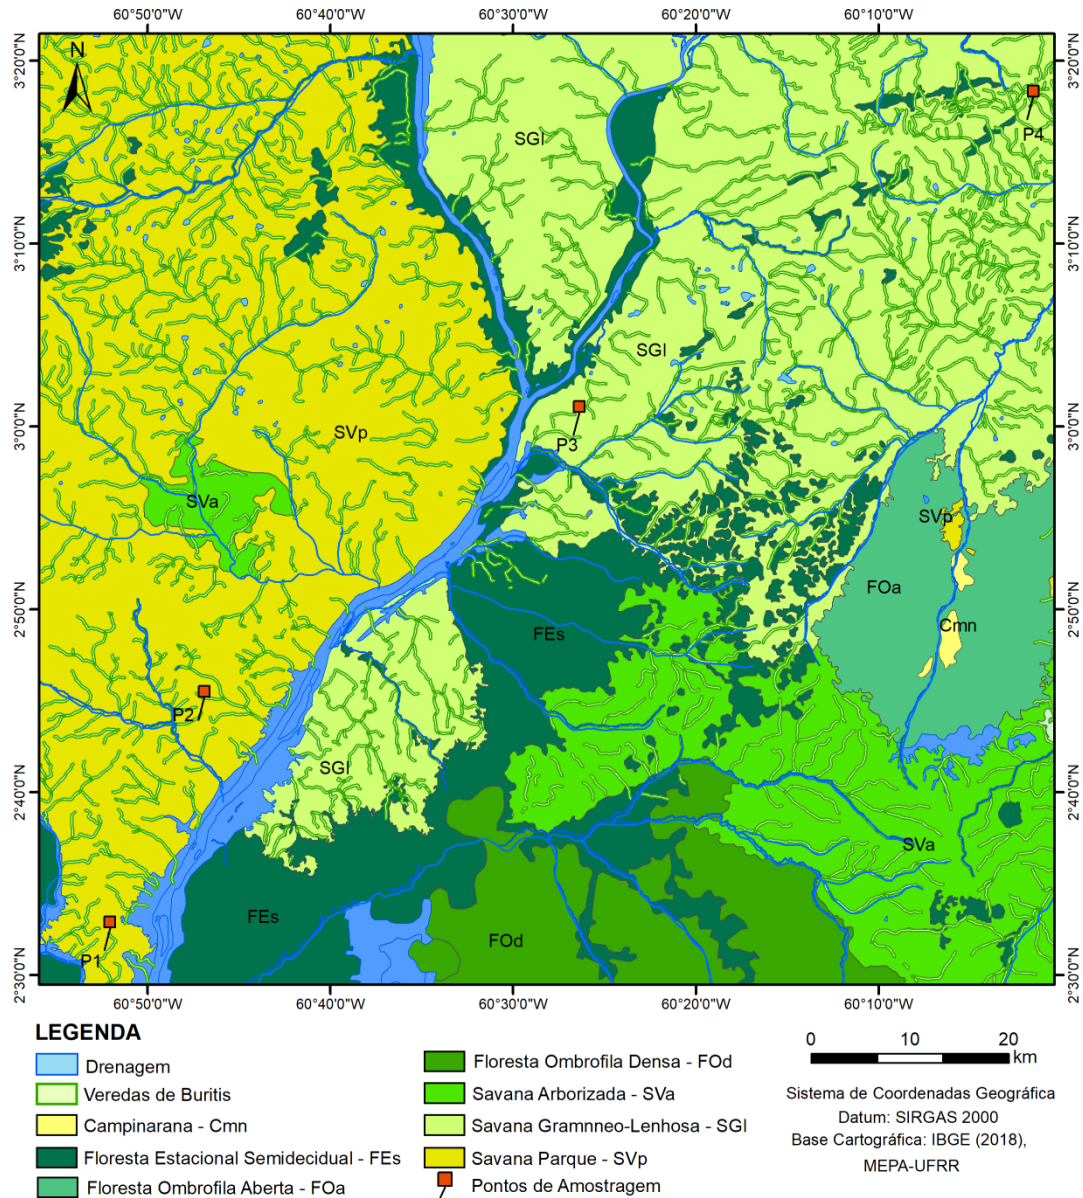 60°50'0"W 60°40'0"W 60°30'0"W 60°20'0"W 60°10'0"W
3°20'0"N
3°20'0"N
N
P4
SGI
3°10'0"N
3°10'0"N
SGI
SVp
P3
3°0'0"N
3°0'0"N
SVa
SVp
FOa
2°50'0"N
2°50'0"N
FEs
Cmn
P2
SGI
2°40'0"N
2°40'0"N
SVa
FEs
FOd
P1
2°30'0"N
2°30'0"N
60°50'0"W 60°40'0"W 60°30'0"W 60°20'0"W 60°10'0"W
LEGENDA
Drenagem
Veredas de Buritis
Campinarana - Cmn
Floresta Estacional Semidecidual - FEs
Floresta Ombrofila Aberta - FOa
Floresta Ombrofila Densa - FOd
Savana Arborizada - SVa
Savana Gramnneo-Lenhosa - SGI
Savana Parque - SVp
Pontos de Amostragem
0 10 20
km
Sistema de Coordenadas Geográfica
Datum: SIRGAS 2000
Base Cartográfica: IBGE (2018),
MEPA-UFRR